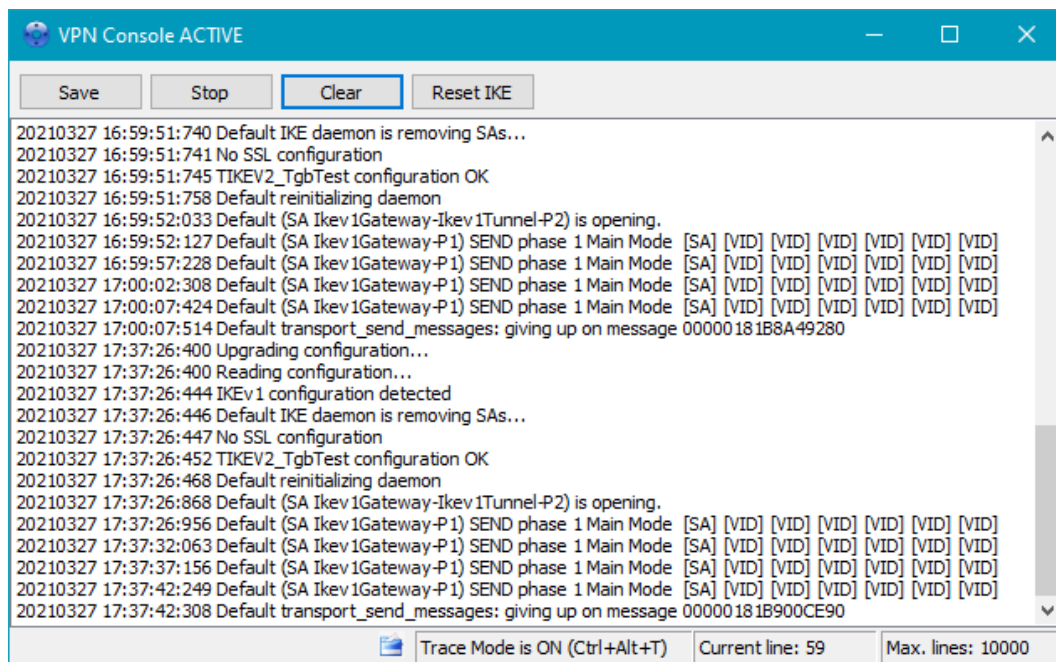 VPN Console ACTIVE
Save Stop Clear Reset IKE
20210327 16:59:51:740 Default IKE daemon is removing SAs...
20210327 16:59:51:741 No SSL configuration
20210327 16:59:51:745 TIKEV2_TgbTest configuration OK
20210327 16:59:51:758 Default reinitializing daemon
20210327 16:59:52:033 Default (SA Ikev1Gateway-Ikev1Tunnel-P2) is opening.
20210327 16:59:52:127 Default (SA Ikev1Gateway-P1) SEND phase 1 Main Mode [SA] [VID] [VID] [VID] [VID] [VID] [VID]
20210327 16:59:57:228 Default (SA Ikev1Gateway-P1) SEND phase 1 Main Mode [SA] [VID] [VID] [VID] [VID] [VID] [VID]
20210327 17:00:02:308 Default (SA Ikev1Gateway-P1) SEND phase 1 Main Mode [SA] [VID] [VID] [VID] [VID] [VID] [VID]
20210327 17:00:07:424 Default (SA Ikev1Gateway-P1) SEND phase 1 Main Mode [SA] [VID] [VID] [VID] [VID] [VID] [VID]
20210327 17:00:07:514 Default transport_send_messages: giving up on message 00000181B8A49280
20210327 17:37:26:400 Upgrading configuration...
20210327 17:37:26:400 Reading configuration...
20210327 17:37:26:444 IKEv1 configuration detected
20210327 17:37:26:446 Default IKE daemon is removing SAs...
20210327 17:37:26:447 No SSL configuration
20210327 17:37:26:452 TIKEV2_TgbTest configuration OK
20210327 17:37:26:468 Default reinitializing daemon
20210327 17:37:26:868 Default (SA Ikev1Gateway-Ikev1Tunnel-P2) is opening.
20210327 17:37:26:956 Default (SA Ikev1Gateway-P1) SEND phase 1 Main Mode [SA] [VID] [VID] [VID] [VID] [VID] [VID]
20210327 17:37:32:063 Default (SA Ikev1Gateway-P1) SEND phase 1 Main Mode [SA] [VID] [VID] [VID] [VID] [VID] [VID]
20210327 17:37:37:156 Default (SA Ikev1Gateway-P1) SEND phase 1 Main Mode [SA] [VID] [VID] [VID] [VID] [VID] [VID]
20210327 17:37:42:249 Default (SA Ikev1Gateway-P1) SEND phase 1 Main Mode [SA] [VID] [VID] [VID] [VID] [VID] [VID]
20210327 17:37:42:308 Default transport_send_messages: giving up on message 00000181B900CE90
Trace Mode is ON (Ctrl+Alt+T) Current line: 59 Max. lines: 10000